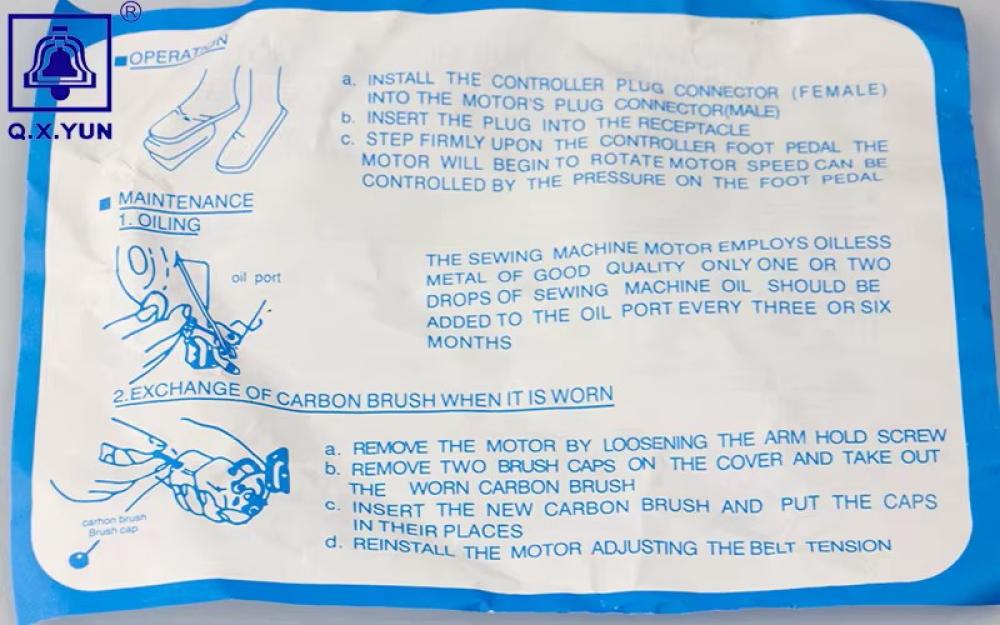 ®
Q.X.YUN
■OPERATION
a. INSTALL THE CONTROLLER PLUG CONNECTOR (FEMALE)
INTO THE MOTOR'S PLUG CONNECTOR(MALE)
b. INSERT THE PLUG INTO THE RECEPTACLE
c. STEP FIRMLY UPON THE CONTROLLER FOOT PEDAL THE
MOTOR WILL BEGIN TO ROTATE MOTOR SPEED CAN BE
CONTROLLED BY THE PRESSURE ON THE FOOT PEDAL
■ MAINTENANCE
1. OILING
oil port
THE SEWING MACHINE MOTOR EMPLOYS OILLESS
METAL OF GOOD QUALITY ONLY ONE OR TWO
DROPS OF SEWING MACHINE OIL SHOULD BE
ADDED TO THE OIL PORT EVERY THREE OR SIX
MONTHS
2.EXCHANGE OF CARBON BRUSH WHEN IT IS WORN
a. REMOVE THE MOTOR BY LOOSENING THE ARM HOLD SCREW
b. REMOVE TWO BRUSH CAPS ON THE COVER AND TAKE OUT
THE WORN CARBON BRUSH
c. INSERT THE NEW CARBON BRUSH AND PUT THE CAPS
IN THEIR PLACES
d. REINSTALL THE MOTOR ADJUSTING THE BELT TENSION
carhon brush
Brush cap